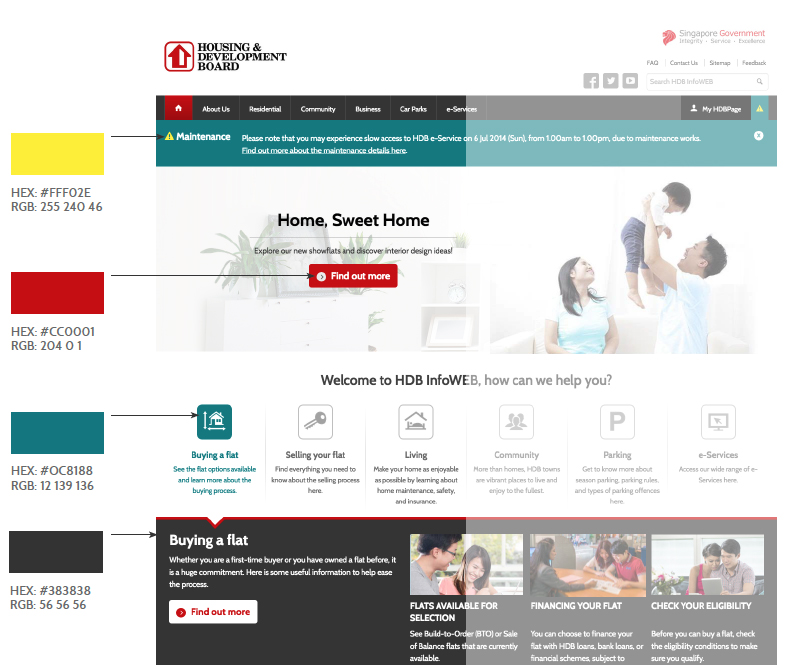 HOUSING &
DEVELOPMENT
BOARD
Singapore Government
Integrity · Service · Excellence
FAQ Contact Us Sitemap Feedback
Search HDB InfoWEB
About Us Residential Community Business Car Parks e-Services My HDBPage
Maintenance
Please note that you may experience slow access to HDB e-Service on 6 Jul 2014 (Sun), from 1.00am to 1.00pm, due to maintenance works.
Find out more about the maintenance details here.
HEX: #FFF02E
RGB: 255 240 46
Home, Sweet Home
Explore our new showflats and discover interior design ideas!
Find out more
HEX: #CC0001
RGB: 204 0 1
Welcome to HDB InfoWEB, how can we help you?
Buying a flat
See the flat options available
and learn more about the
buying process.
Selling your flat
Find everything you need to
know about the selling process
here.
Living
Make your home as enjoyable
as possible by learning about
home maintenance, safety,
and insurance.
Community
More than homes, HDB towns
are vibrant places to live and
enjoy to the fullest.
P
Parking
Get to know more about
season parking, parking rules,
and types of parking offences
here.
e-Services
Access our wide range of e-
Services here.
HEX: #0C8188
RGB: 12 139 136
HEX: #383838
RGB: 56 56 56
Buying a flat
Whether you are a first-time buyer or you have owned a flat before, it
is a huge commitment. Here is some useful information to help ease
the process.
Find out more
FLATS AVAILABLE FOR
SELECTION
See Build-to-Order (BTO) or Sale
of Balance flats that are currently
available.
FINANCING YOUR FLAT
You can choose to finance your
flat with HDB loans, bank loans, or
financial schemes, subject to
CHECK YOUR ELIGIBILITY
Before you can buy a flat, check
the eligibility conditions to make
sure you qualify.